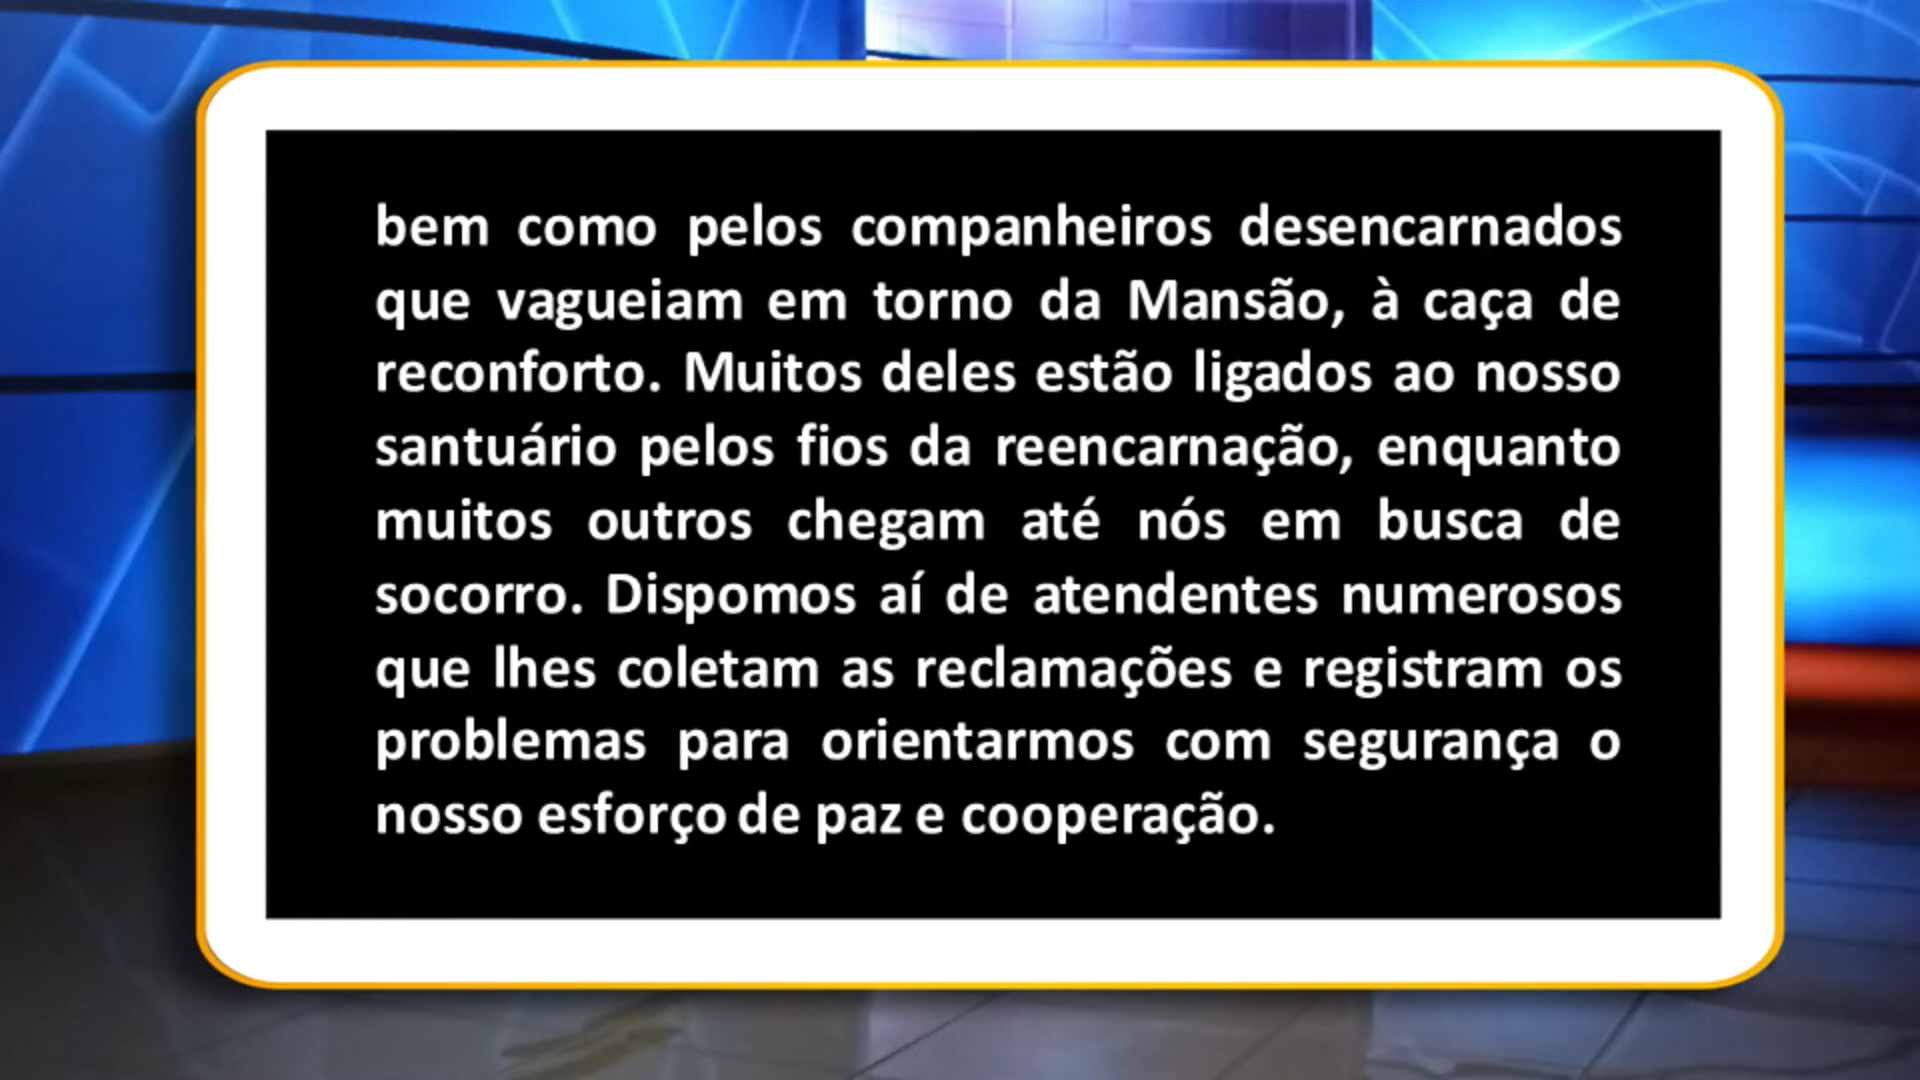 bem como pelos companheiros desencarnados
que vagueiam em torno da Mansão, à caça de
reconforto. Muitos deles estão ligados ao nosso
santuário pelos fios da reencarnação, enquanto
muitos outros chegam até nós em busca de
socorro. Dispomos aí de atendentes numerosos
que lhes coletam as reclamações e registram os
problemas para orientarmos com segurança o
nosso esforço de paz e cooperação.